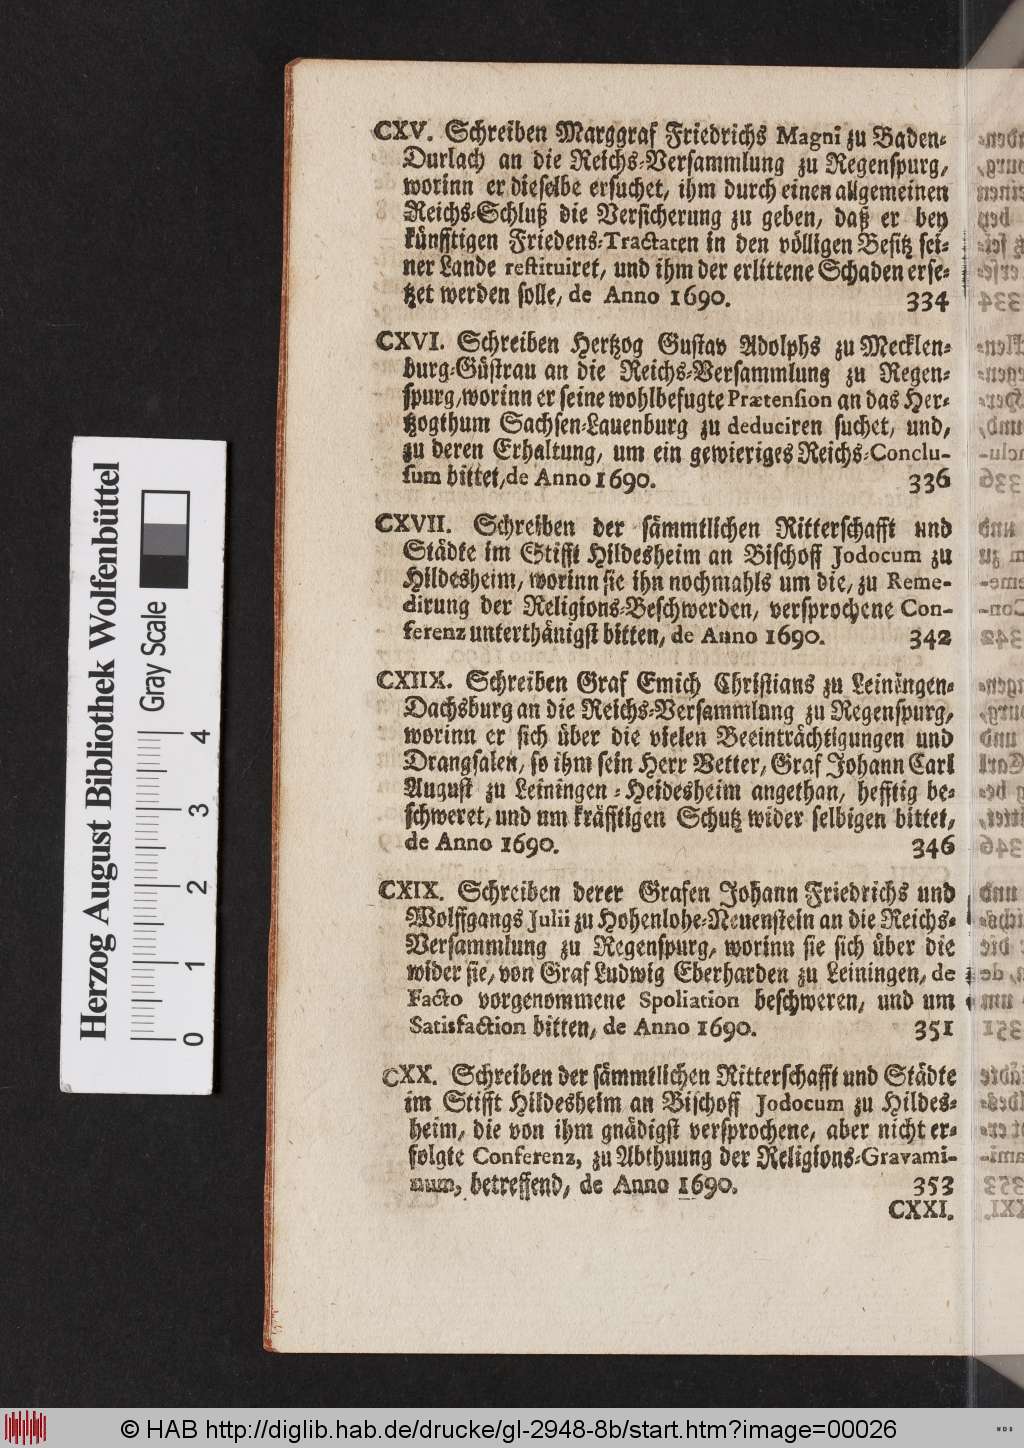 CXV. Schreiben Marggraf Friedrichs Magni zu Baden-
Durlach an die Reichs-Versammlung zu Regenspurg,
worinn er dieselbe ersuchet, ihm durch einen allgemeinen
Reichs-Schluß die Versicherung zu geben, daß er bey
künfftigen Friedens-Tractaten in den völligen Besitz sei-
ner Lande restituiret, und ihm der erlittene Schaden erse-
tzet werden solle, de Anno 1690. 334
CXVI. Schreiben Hertzog Gustav Adolphs zu Mecklen-
burg-Güstrau an die Reichs-Versammlung zu Regen-
spurg, worinn er seine wohlbefugte Prætension an das Her-
tzogthum Sachsen-Lauenburg zu deduciren suchet, und,
zu deren Erhaltung, um ein gewieriges Reichs-Conclu-
sum bittet, de Anno 1690. 336
CXVII. Schreiben der sämmtlichen Ritterschafft und
Städte im Stifft Hildesheim an Bischoff Jodocum zu
Hildesheim, worinn sie ihn nochmahls um die, zu Reme-
dirung der Religions-Beschwerden, versprochene Con-
ferenz unterthänigst bitten, de Anno 1690. 342
CXIIX. Schreiben Graf Emich Christians zu Leiningen-
Dachsburg an die Reichs-Versammlung zu Regenspurg,
worinn er sich über die vielen Beeinträchtigungen und
Drangsalen, so ihm sein Herr Vetter, Graf Johann Carl
August zu Leiningen-Heidesheim angethan, hefftig be-
schweret, und um kräfftigen Schutz wider selbigen bittet,
de Anno 1690. 346
CXIX. Schreiben derer Grafen Johann Friedrichs und
Wolffgangs Julii zu Hohenlohe-Neuenstein an die Reichs-
Versammlung zu Regenspurg, worinn sie sich über die
wider sie, von Graf Ludwig Eberharden zu Leiningen, de
Facto vorgenommene Spoliation beschweren, und um
Satisfaction bitten, de Anno 1690. 351
CXX. Schreiben der sämmtlichen Ritterschafft und Städte
im Stifft Hildesheim an Bischoff Jodocum zu Hildes-
heim, die von ihm gnädigst versprochene, aber nicht er-
folgte Conferenz, zu Abthuung der Religions-Gravami-
num, betreffend, de Anno 1690. 353
CXXI.
Herzog August Bibliothek Wolfenbüttel
Gray Scale
0 1 2 3 4
© HAB http://diglib.hab.de/drucke/gl-2948-8b/start.htm?image=00026